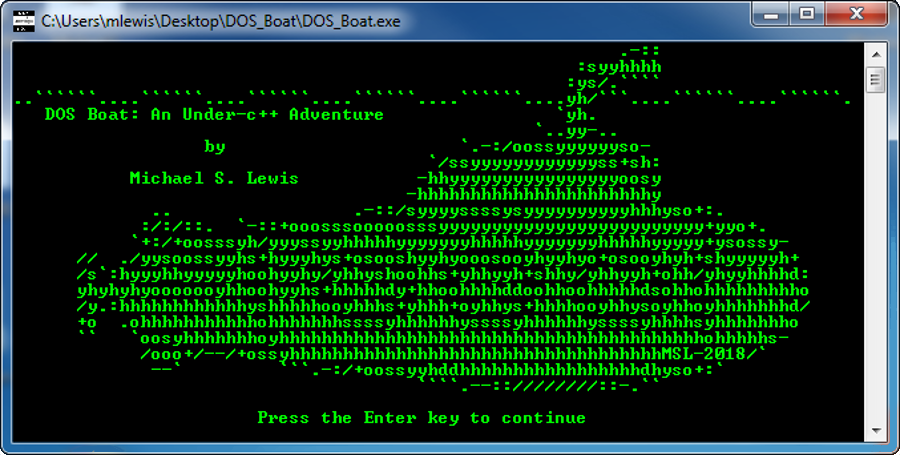 C:\Users\mlewis\Desktop\DOS_Boat\DOS_Boat.exe
DOS Boat: An Under-c++ Adventure
by
Michael S. Lewis
MSL-2018
Press the Enter key to continue